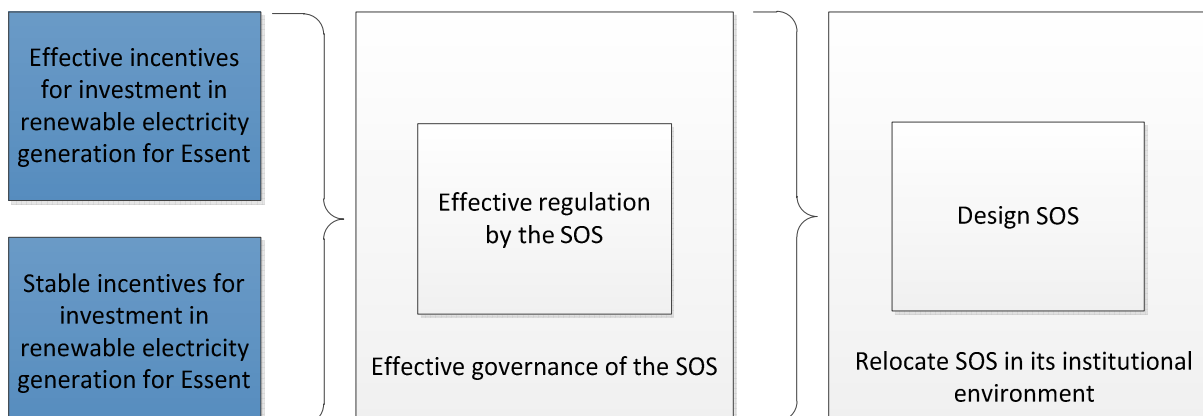 Effective incentives
for investment in
renewable electricity
generation for Essent
Stable incentives for
investment in
renewable electricity
generation for Essent
Effective regulation
by the SOS
Effective governance of the SOS
Design SOS
Relocate SOS in its institutional
environment